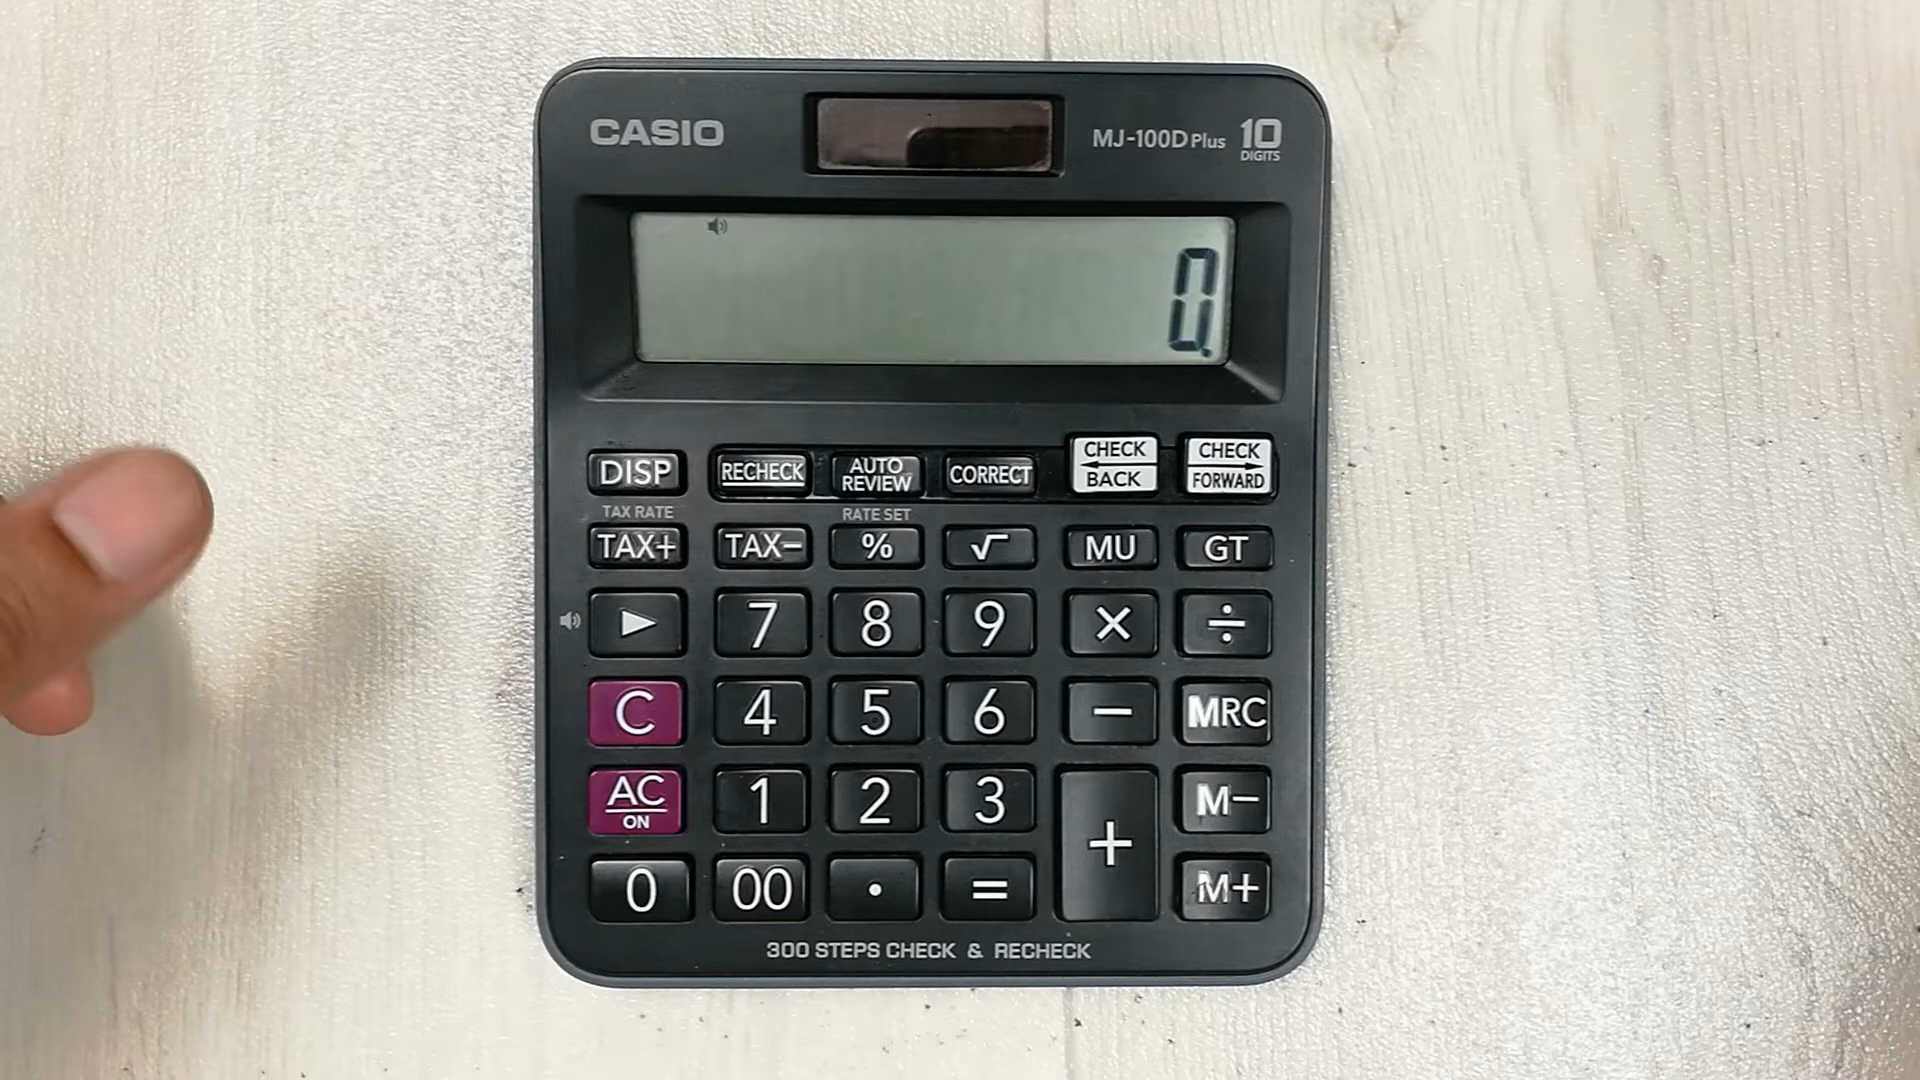 CASIO
MJ-100D Plus 10
DIGITS
0.
DISP RECHECK AUTO REVIEW CORRECT CHECK BACK CHECK FORWARD
TAX RATE RATE SET
TAX+ TAX− % √ MU GT
7 8 9 × ÷
C 4 5 6 − MRC
AC ON 1 2 3 + M−
0 00 • = M+
300 STEPS CHECK & RECHECK